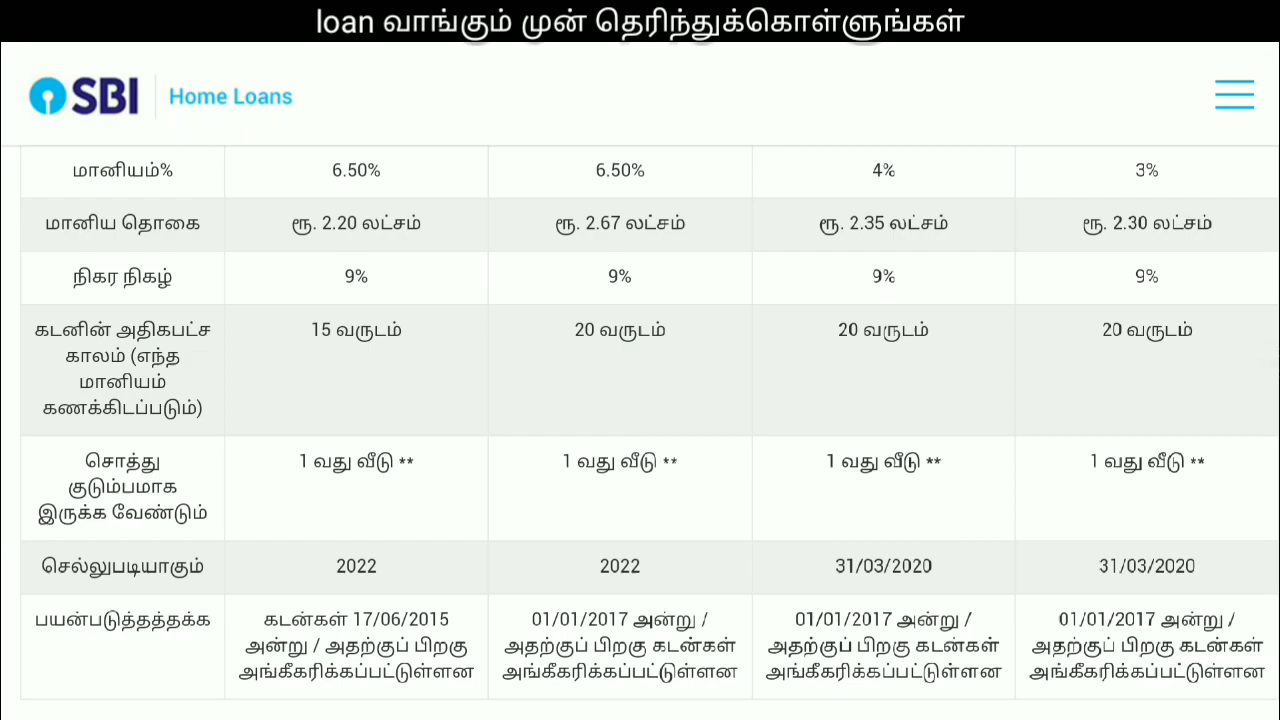 loan வாங்கும் முன் தெரிந்துக்கொள்ளுங்கள்
SBI Home Loans
மானியம்% 6.50% 6.50% 4% 3%
மானிய தொகை ரூ. 2.20 லட்சம் ரூ. 2.67 லட்சம் ரூ. 2.35 லட்சம் ரூ. 2.30 லட்சம்
நிகர நிகழ் 9% 9% 9% 9%
கடனின் அதிகபட்ச 15 வருடம் 20 வருடம் 20 வருடம் 20 வருடம்
காலம் (எந்த
மானியம்
கணக்கிடப்படும்)
சொத்து 1 வது வீடு ** 1 வது வீடு ** 1 வது வீடு ** 1 வது வீடு **
குடும்பமாக
இருக்க வேண்டும்
செல்லுபடியாகும் 2022 2022 31/03/2020 31/03/2020
பயன்படுத்தத்தக்க கடன்கள் 17/06/2015 01/01/2017 அன்று / 01/01/2017 அன்று / 01/01/2017 அன்று /
அன்று / அதற்குப் பிறகு அதற்குப் பிறகு கடன்கள் அதற்குப் பிறகு கடன்கள் அதற்குப் பிறகு கடன்கள்
அங்கீகரிக்கப்பட்டுள்ளன அங்கீகரிக்கப்பட்டுள்ளன அங்கீகரிக்கப்பட்டுள்ளன அங்கீகரிக்கப்பட்டுள்ளன